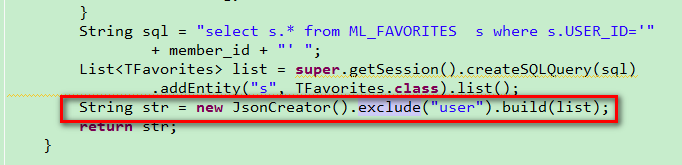 }
String sql = "select s.* from ML_FAVORITES  s where s.USER_ID='"
+ member_id + "' ";
List<TFavorites> list = super.getSession().createSQLQuery(sql)
.addEntity("s", TFavorites.class).list();
String str = new JsonCreator().exclude("user").build(list);
return str;
}